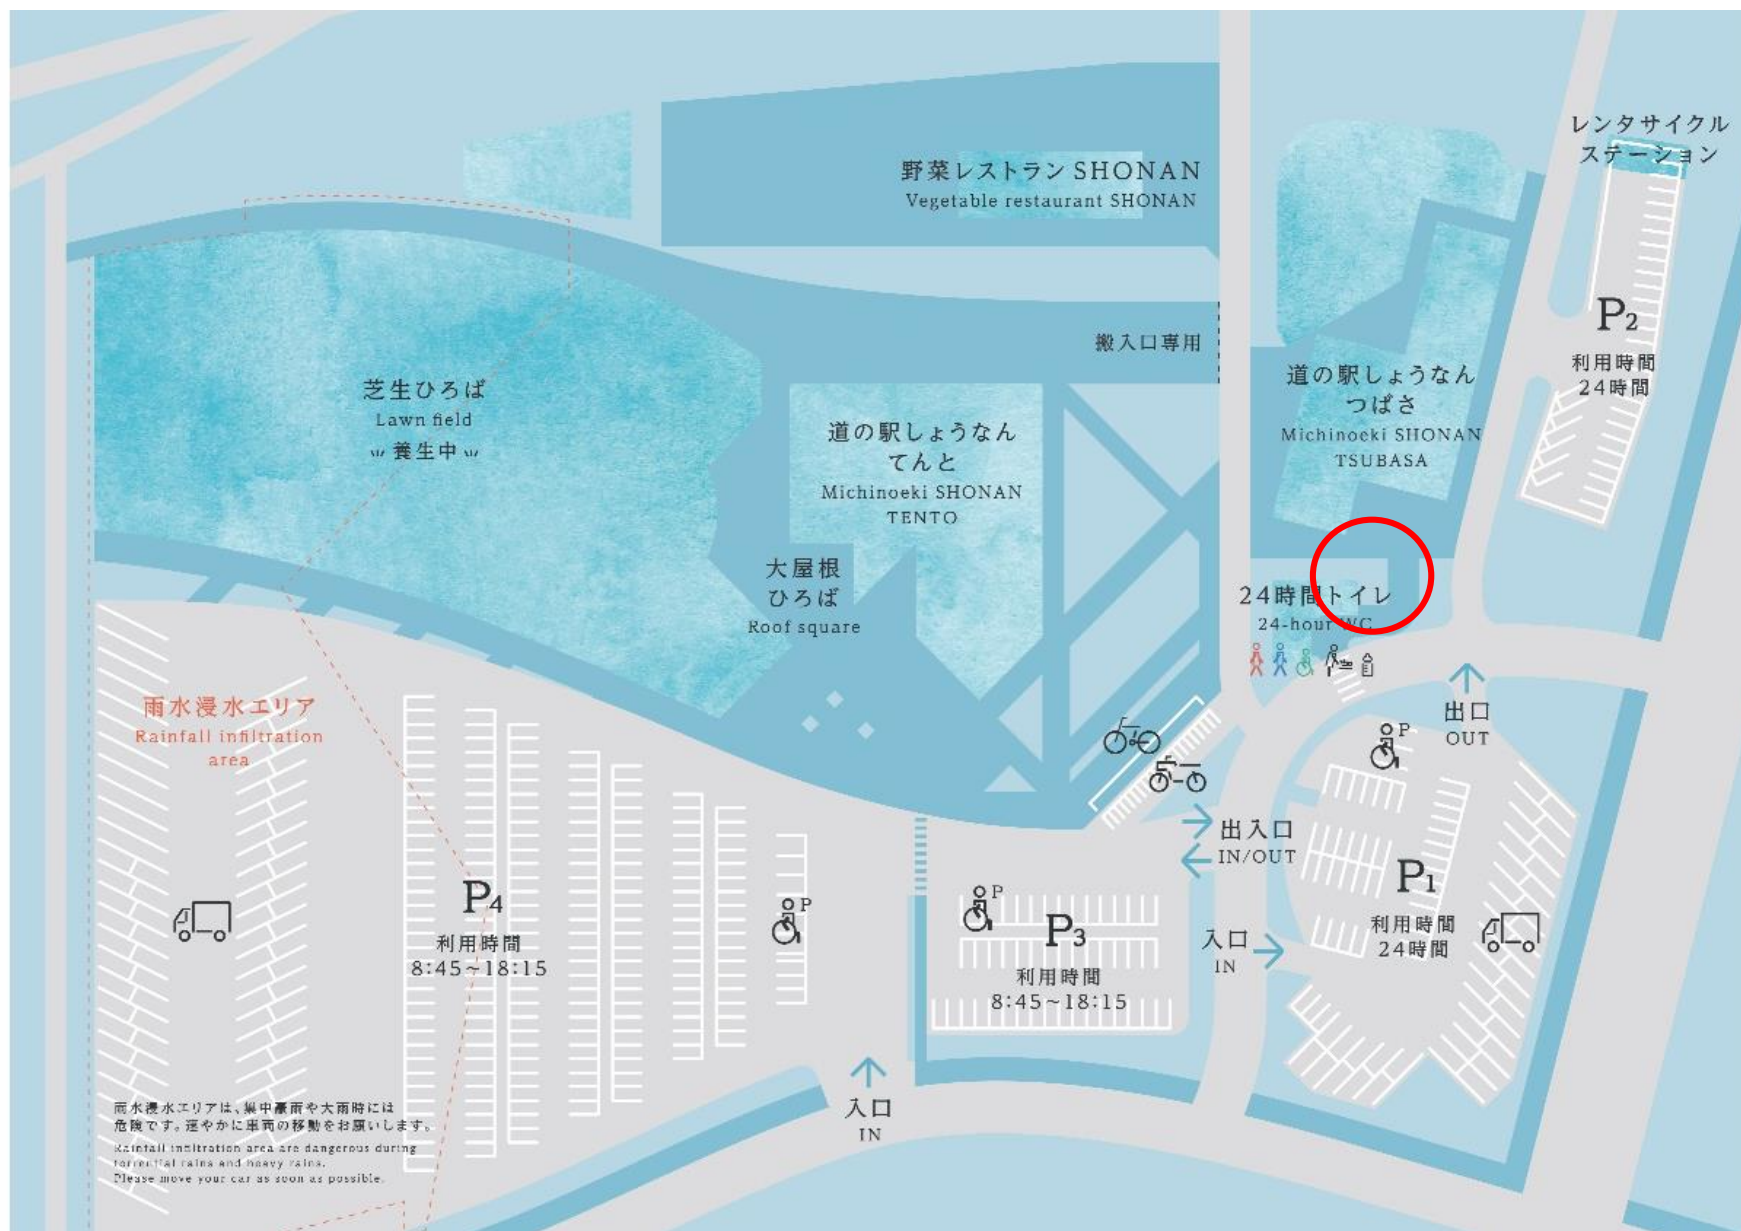 レンタサイクル
ステーション
野菜レストラン SHONAN
Vegetable restaurant SHONAN
P2
利用時間
24時間
搬入口専用
道の駅しょうなん
つばさ
Michinoeki SHONAN
TSUBASA
芝生ひろば
Lawn field
養生中
道の駅しょうなん
てんと
Michinoeki SHONAN
TENTO
大屋根
ひろば
Roof square
24時間トイレ
24-hour WC
雨水浸水エリア
Rainfall infiltration
area
出口
OUT
P
出入口
IN/OUT
P1
利用時間
24時間
P4
利用時間
8:45~18:15
P
P
P3
利用時間
8:45~18:15
入口
IN
入口
IN
雨水浸水エリアは、集中豪雨や大雨時には
危険です。速やかに車両の移動をお願いします。
Rainfall infiltration area are dangerous during
torrential rains and heavy rains.
Please move your car as soon as possible.